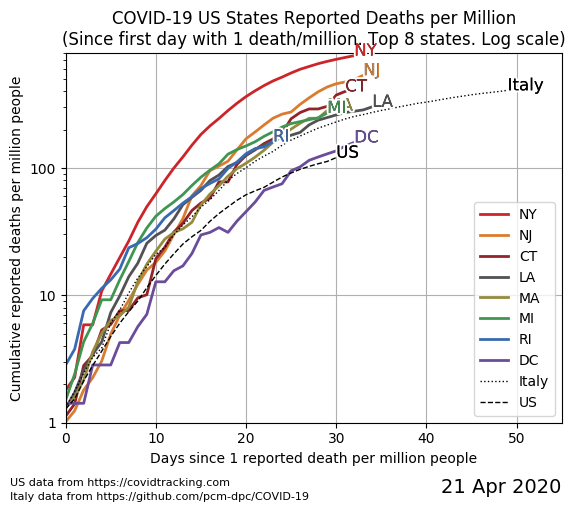 COVID-19 US States Reported Deaths per Million
(Since first day with 1 death/million. Top 8 states. Log scale)
Cumulative reported deaths per million people
100
10
1
NY
NJ
CT
MA
MI
LA
RI
DC
US
Italy
NY
NJ
CT
LA
MA
MI
RI
DC
Italy
US
0 10 20 30 40 50
Days since 1 reported death per million people
US data from https://covidtracking.com
Italy data from https://github.com/pcm-dpc/COVID-19
21 Apr 2020